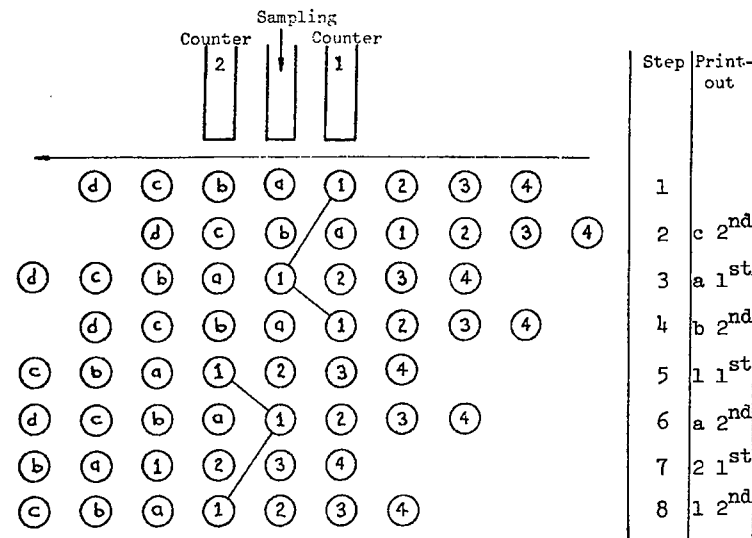 Sampling
Counter Counter
2 1
Step Print-out
d c b a 1 2 3 4 1
d c b a 1 2 3 4 2 c 2nd
d c b a 1 2 3 4 3 a 1st
d c b a 1 2 3 4 4 b 2nd
c b a 1 2 3 4 5 1 1st
d c b a 1 2 3 4 6 a 2nd
b a 1 2 3 4 7 2 1st
c b a 1 2 3 4 8 1 2nd